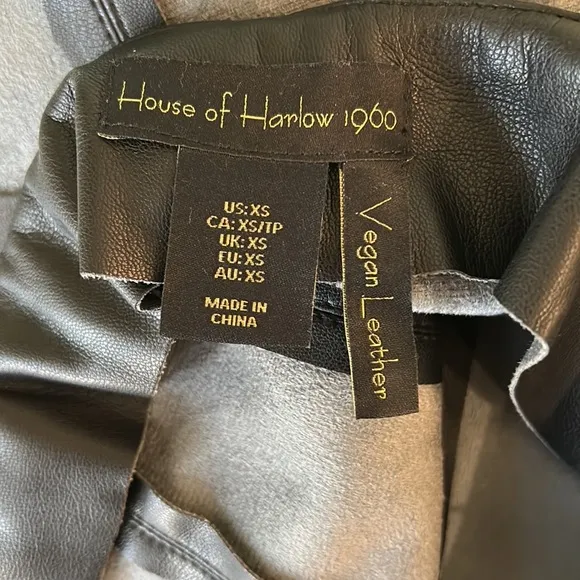 House of Harlow 1960
US:XS
CA:XS/TP
UK:XS
EU:XS
AU:XS
MADE IN
CHINA
Vegan Leather